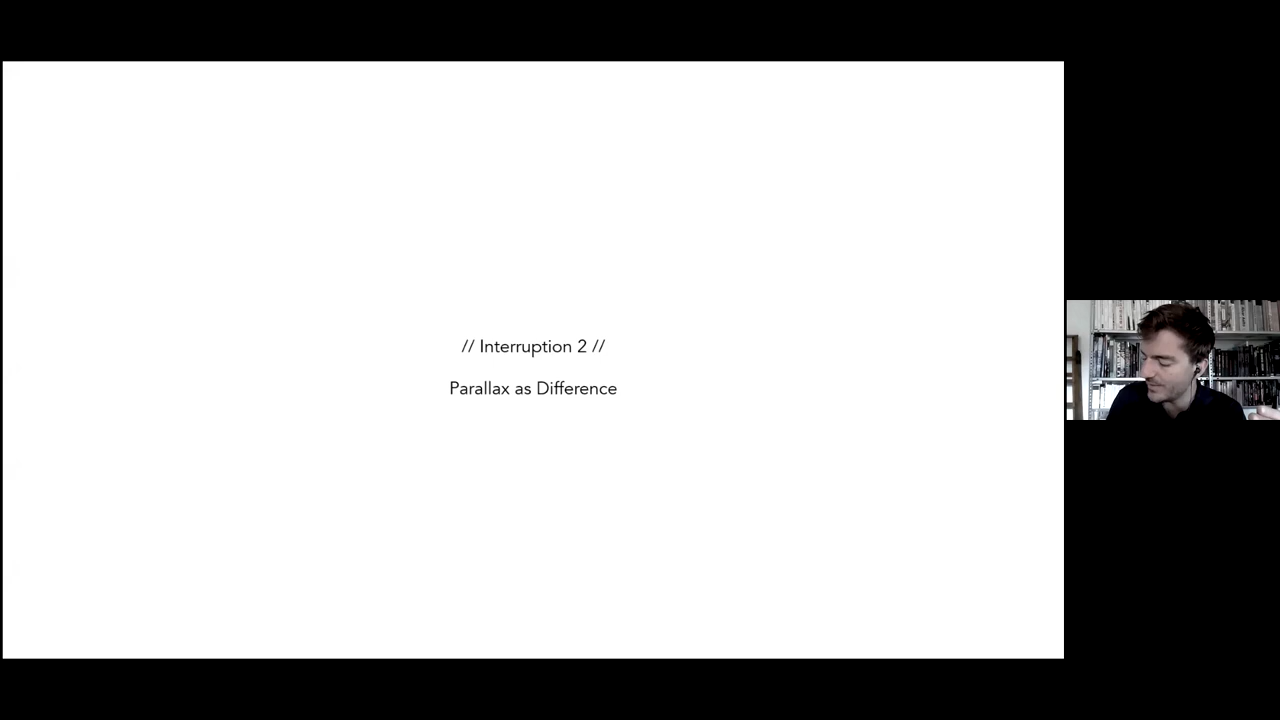 // Interruption 2 //
Parallax as Difference